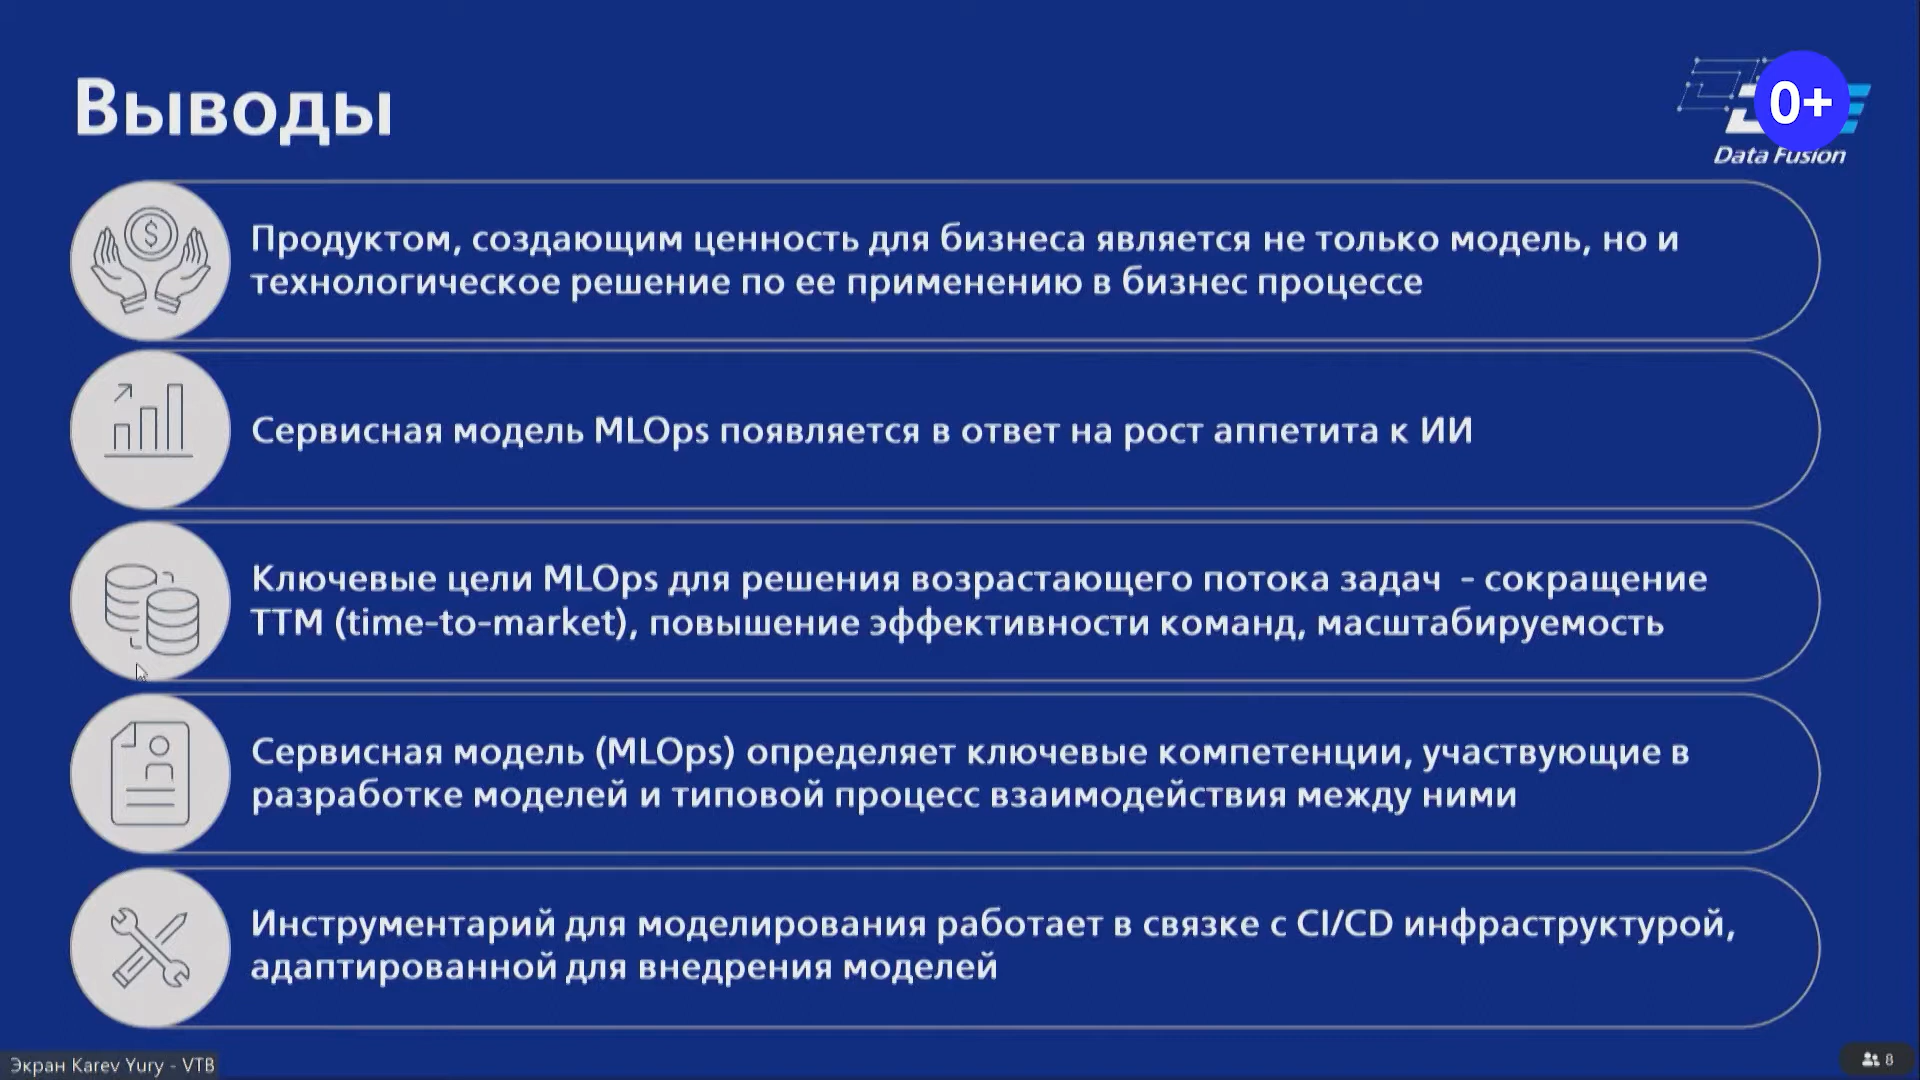 Выводы
0+
Data Fusion
$
Продуктом, создающим ценность для бизнеса является не только модель, но и
технологическое решение по ее применению в бизнес процессе
Сервисная модель MLOps появляется в ответ на рост аппетита к ИИ
Ключевые цели MLOps для решения возрастающего потока задач - сокращение
TTM (time-to-market), повышение эффективности команд, масштабируемость
Сервисная модель (MLOps) определяет ключевые компетенции, участвующие в
разработке моделей и типовой процесс взаимодействия между ними
Инструментарий для моделирования работает в связке с CI/CD инфраструктурой,
адаптированной для внедрения моделей
Экран Karev Yury - VTB
8